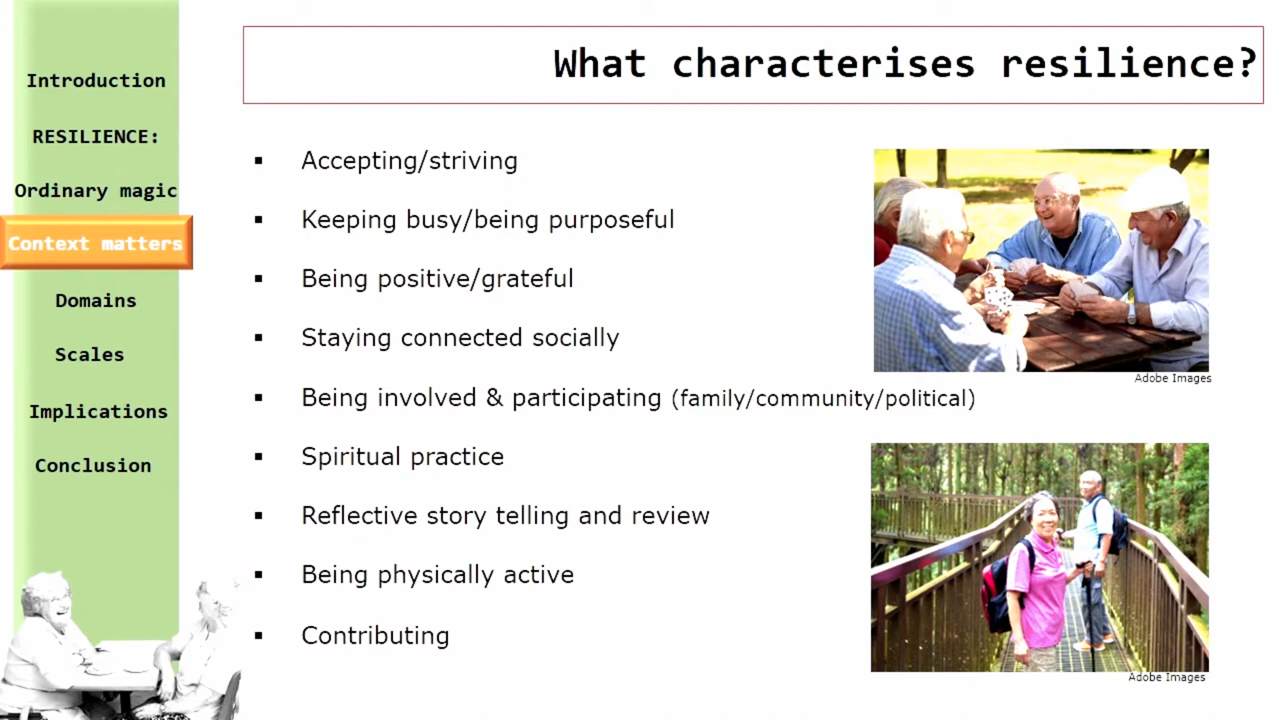 Introduction
RESILIENCE:
Ordinary magic
Context matters
Domains
Scales
Implications
Conclusion
What characterises resilience?
▪ Accepting/striving
▪ Keeping busy/being purposeful
▪ Being positive/grateful
▪ Staying connected socially
▪ Being involved & participating (family/community/political)
▪ Spiritual practice
▪ Reflective story telling and review
▪ Being physically active
▪ Contributing
Adobe Images
Adobe Images